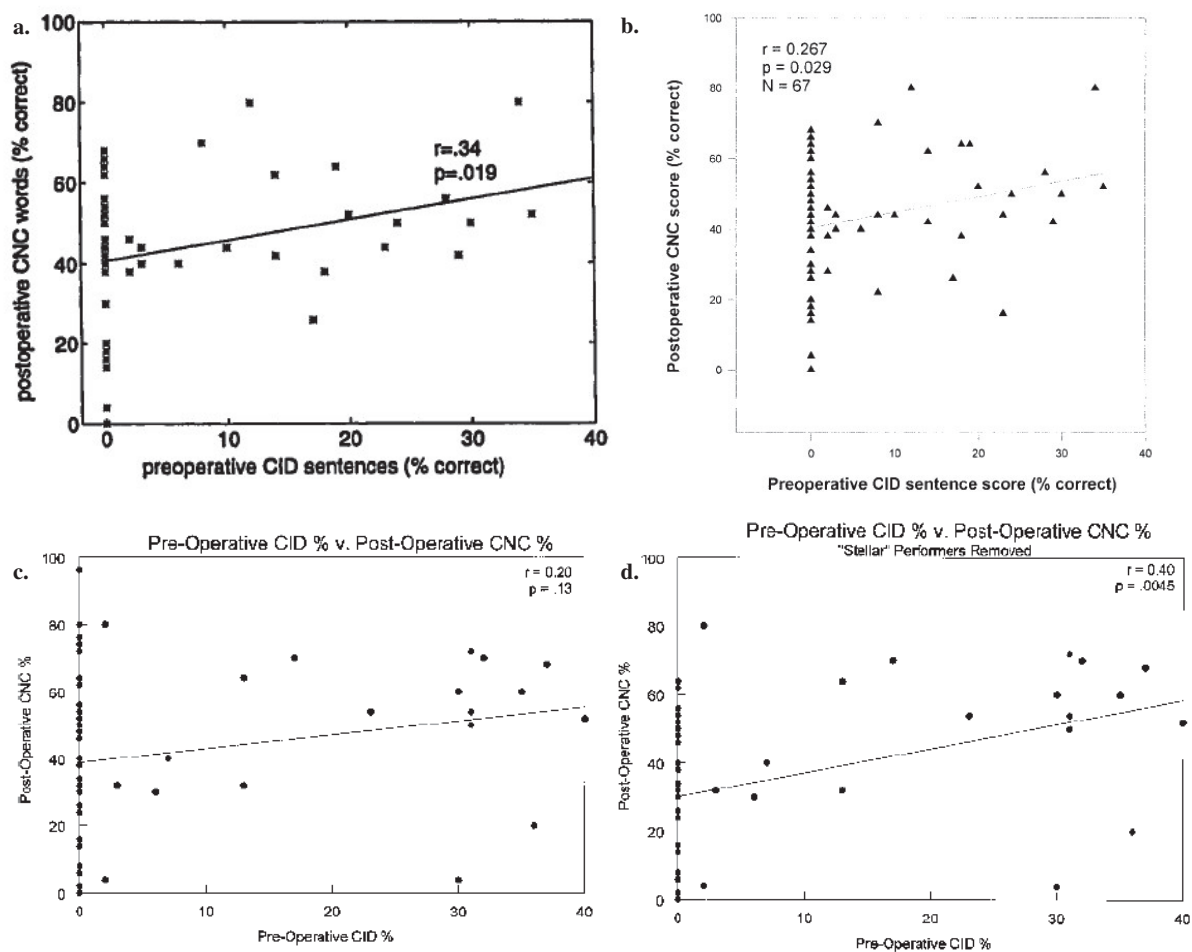 a.
100
80
60
40
20
0
postoperative CNC words (% correct)
r=.34
p=.019
0 10 20 30 40
preoperative CID sentences (% correct)
b.
100
80
60
40
20
0
Postoperative CNC score (% correct)
r = 0.267
p = 0.029
N = 67
0 10 20 30 40
Preoperative CID sentence score (% correct)
Pre-Operative CID % v. Post-Operative CNC %
c.
r = 0.20
p = .13
100
80
60
40
20
0
Post-Operative CNC %
0 10 20 30 40
Pre-Operative CID %
Pre-Operative CID % v. Post-Operative CNC %
"Stellar" Performers Removed
d.
r = 0.40
p = .0045
100
80
60
40
20
0
Post-Operative CNC %
0 10 20 30 40
Pre-Operative CID %